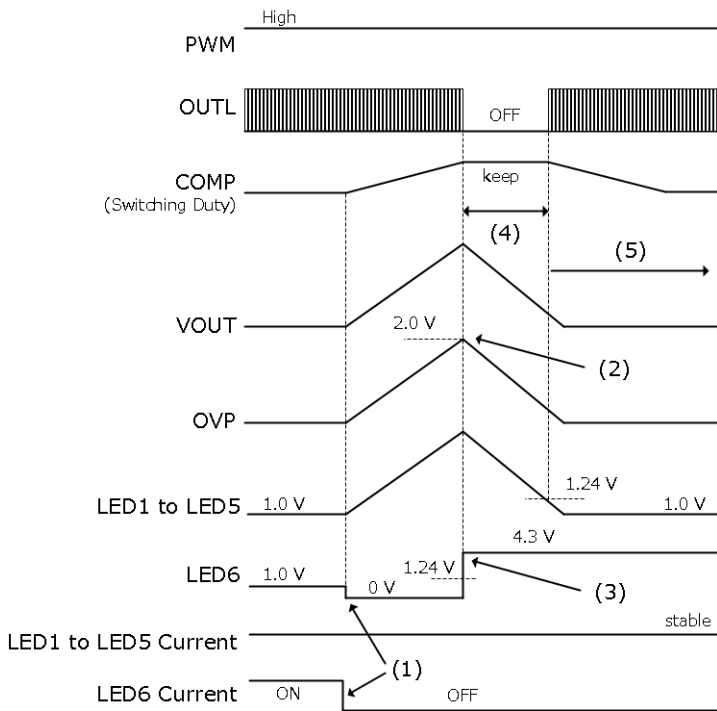 High
PWM
OUTL
OFF
COMP
(Switching Duty)
keep
(4)
(5)
VOUT
2.0 V
(2)
OVP
1.24 V
LED1 to LED5
1.0 V
1.0 V
4.3 V
LED6
1.0 V
0 V
1.24 V
(3)
stable
LED1 to LED5 Current
(1)
LED6 Current
ON
OFF